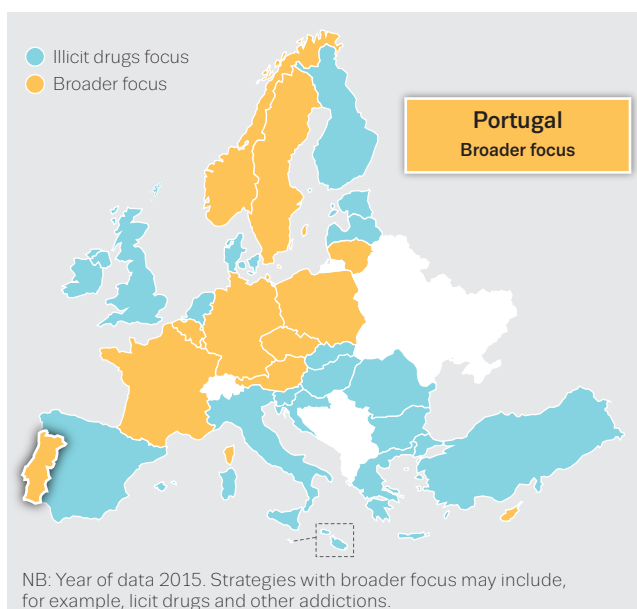 Illicit drugs focus
Broader focus
Portugal
Broader focus
NB: Year of data 2015. Strategies with broader focus may include,
for example, licit drugs and other addictions.